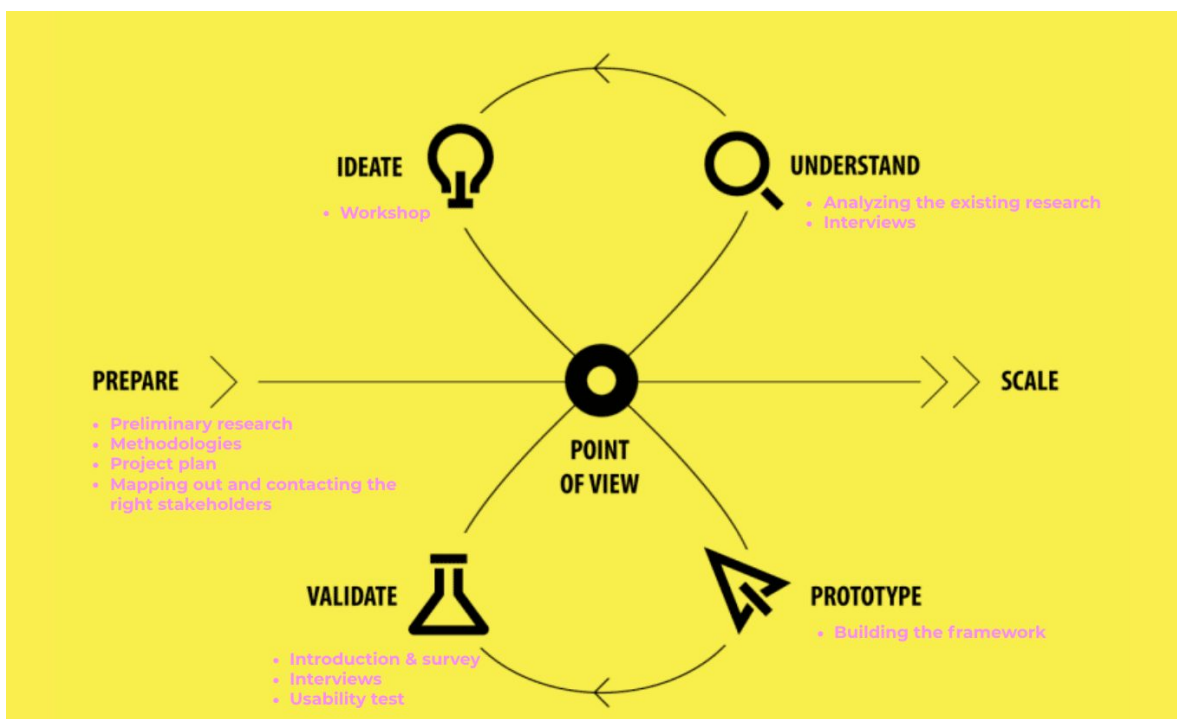 IDEATE
• Workshop
UNDERSTAND
• Analyzing the existing research
• Interviews
PREPARE
• Preliminary research
• Methodologies
• Project plan
• Mapping out and contacting the
right stakeholders
SCALE
POINT
OF VIEW
VALIDATE
• Introduction & survey
• Interviews
• Usability test
PROTOTYPE
• Building the framework